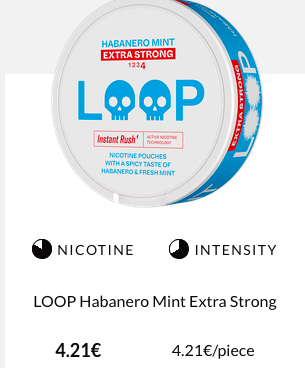 HABANERO MINT
EXTRA STRONG
1234
LOOP
Instant Rush⁴
ACTIVE NICOTINE
TECHNOLOGY
NICOTINE POUCHES
WITH A SPICY TASTE OF
HABANERO & FRESH MINT
EXTRA STRONG
NICOTINE
INTENSITY
LOOP Habanero Mint Extra Strong
4.21€
4.21€/piece